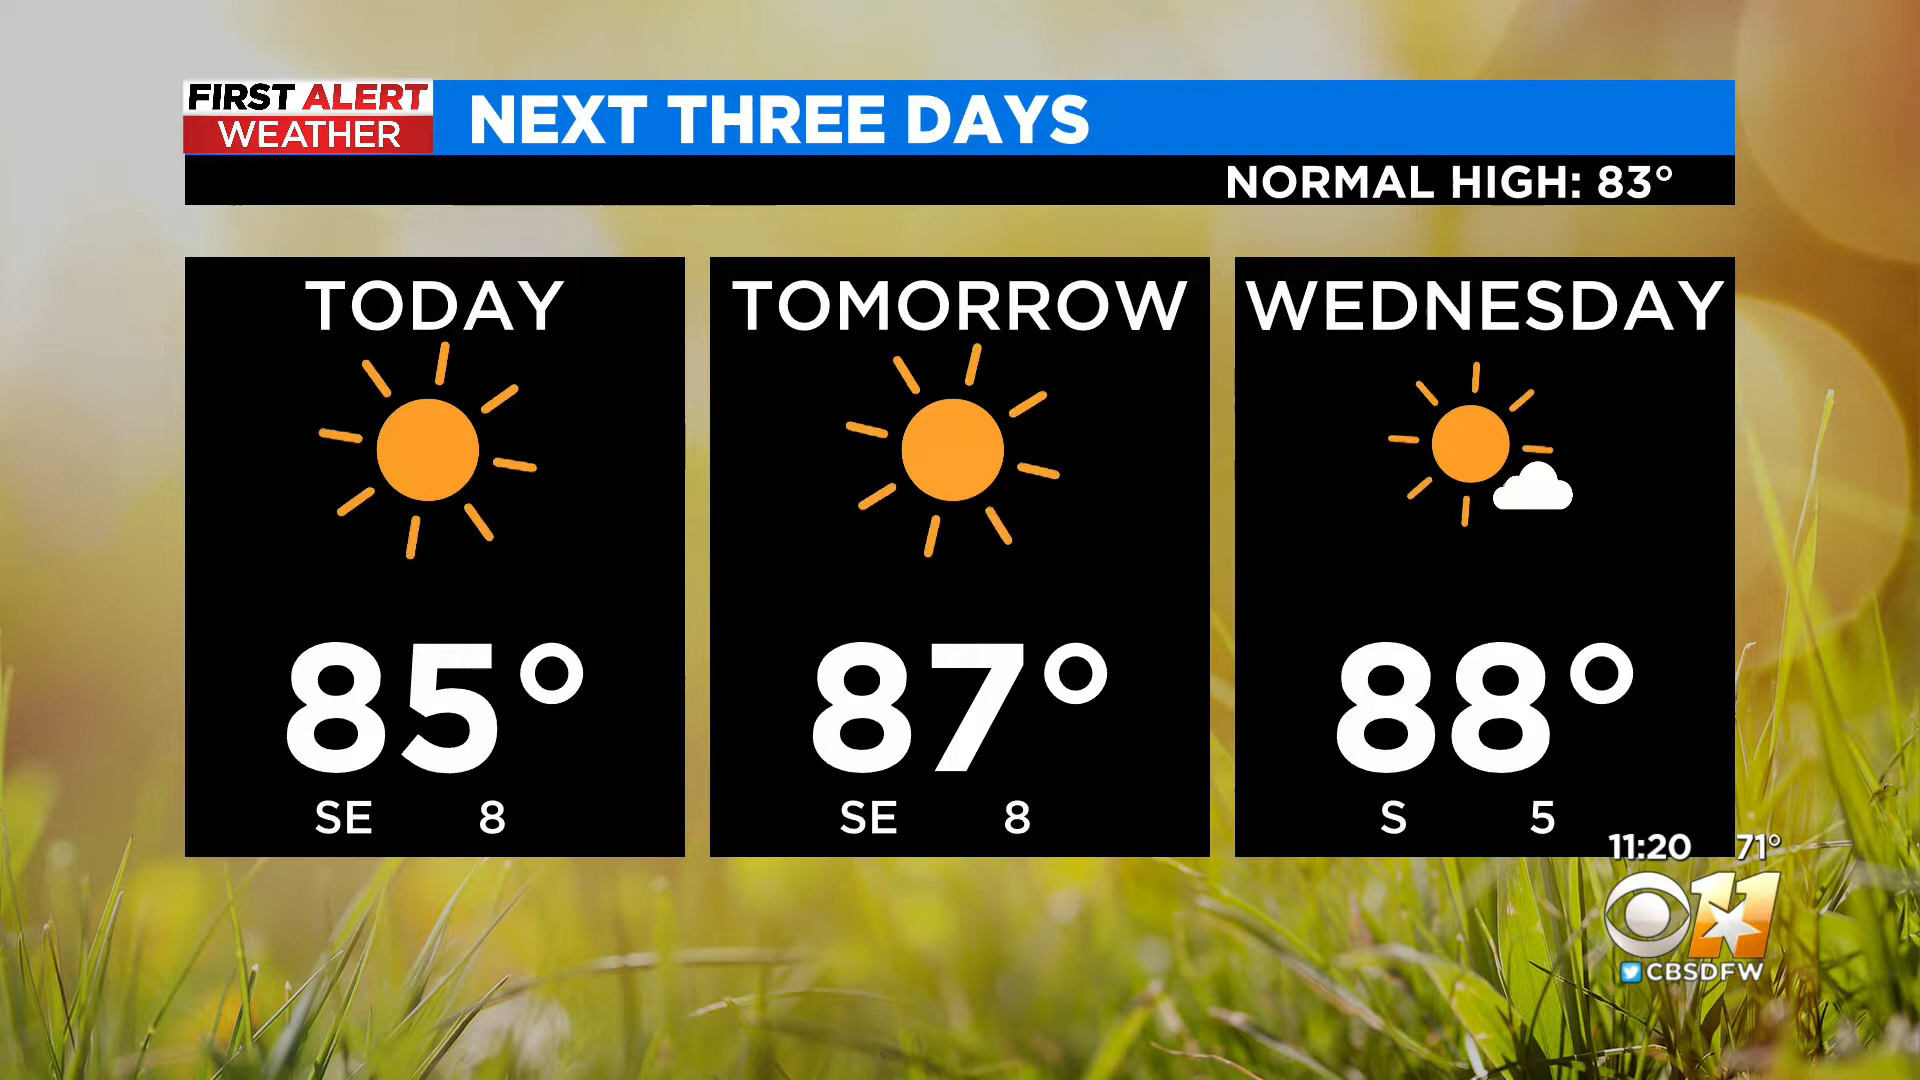 FIRST ALERT
WEATHER
NEXT THREE DAYS
NORMAL HIGH: 83°
TODAY
85°
SE 8
TOMORROW
87°
SE 8
WEDNESDAY
88°
S 5
11:20 71°
11
CBSDFW